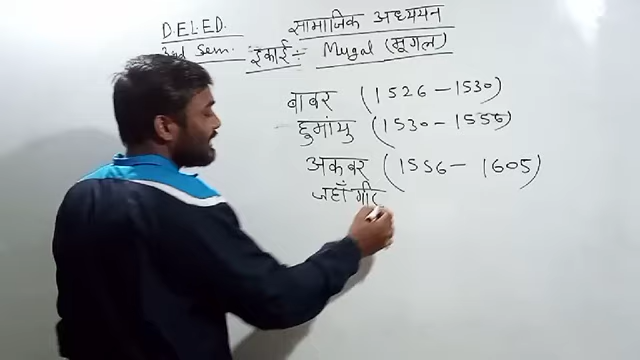 D.EL.ED. सामाजिक अध्ययन
2nd Sem. इकाई÷ Mugal (मुगल)
बाबर (1526 – 1530)
हुमांयु (1530 – 1556)
अकबर (1556 – 1605)
जहाँगीर